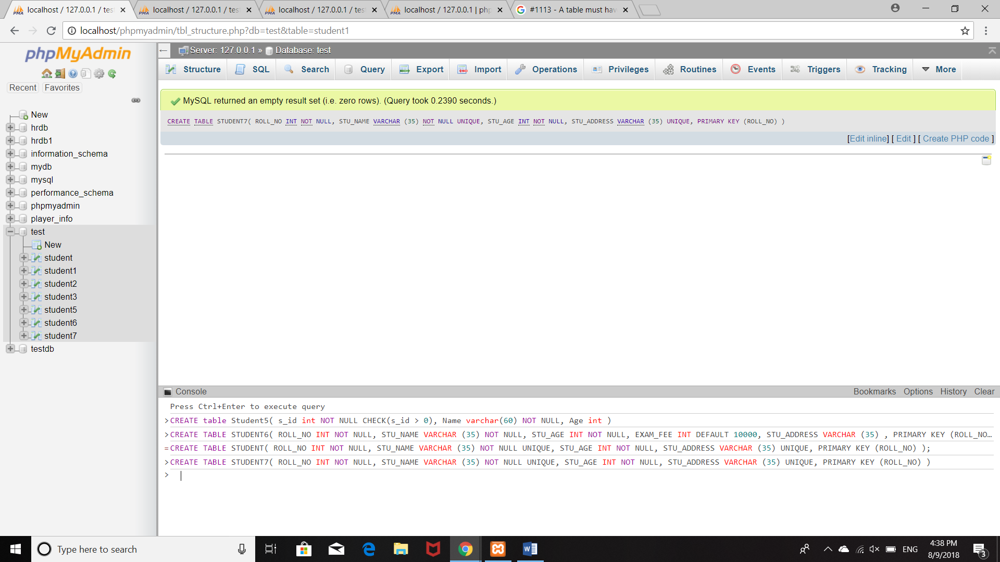 localhost / 127.0.0.1 / tes
localhost / 127.0.0.1 / tes
localhost / 127.0.0.1 / tes
localhost / 127.0.0.1 | php
#1113 - A table must hav
localhost/phpmyadmin/tbl_structure.php?db=test&table=student1
phpMyAdmin
Recent
Favorites
New
hrdb
hrdb1
information_schema
mydb
mysql
performance_schema
phpmyadmin
player_info
test
New
student
student1
student2
student3
student5
student6
student7
testdb
Server: 127.0.0.1 » Database: test
Structure
SQL
Search
Query
Export
Import
Operations
Privileges
Routines
Events
Triggers
Tracking
More
MySQL returned an empty result set (i.e. zero rows). (Query took 0.2390 seconds.)
CREATE TABLE STUDENT7( ROLL_NO INT NOT NULL, STU_NAME VARCHAR (35) NOT NULL UNIQUE, STU_AGE INT NOT NULL, STU_ADDRESS VARCHAR (35) UNIQUE, PRIMARY KEY (ROLL_NO) )
[Edit inline] [ Edit ] [ Create PHP code ]
Console
Bookmarks Options History Clear
Press Ctrl+Enter to execute query
>CREATE table Student5( s_id int NOT NULL CHECK(s_id > 0), Name varchar(60) NOT NULL, Age int )
>CREATE TABLE STUDENT6( ROLL_NO INT NOT NULL, STU_NAME VARCHAR (35) NOT NULL, STU_AGE INT NOT NULL, EXAM_FEE INT DEFAULT 10000, STU_ADDRESS VARCHAR (35) , PRIMARY KEY (ROLL_NO…
=CREATE TABLE STUDENT( ROLL_NO INT NOT NULL, STU_NAME VARCHAR (35) NOT NULL UNIQUE, STU_AGE INT NOT NULL, STU_ADDRESS VARCHAR (35) UNIQUE, PRIMARY KEY (ROLL_NO) );
>CREATE TABLE STUDENT7( ROLL_NO INT NOT NULL, STU_NAME VARCHAR (35) NOT NULL UNIQUE, STU_AGE INT NOT NULL, STU_ADDRESS VARCHAR (35) UNIQUE, PRIMARY KEY (ROLL_NO) )
>
Type here to search
ENG
4:38 PM
8/9/2018
3